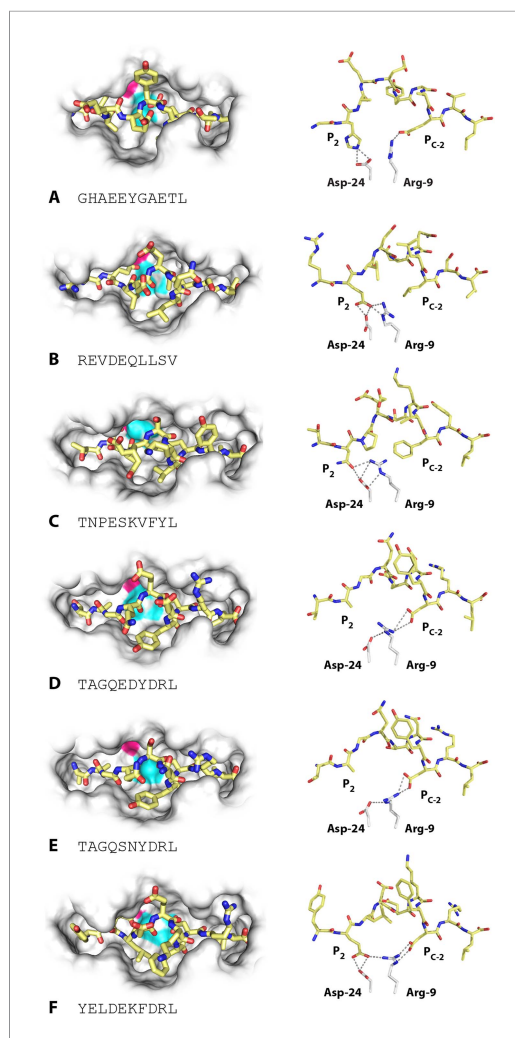 P2
PC-2
Asp-24
Arg-9
A GHAEEYGAETL
P2
PC-2
Asp-24
Arg-9
B REVDEQLLSV
P2
PC-2
Asp-24
Arg-9
C TNPESKVFYL
P2
PC-2
Asp-24
Arg-9
D TAGQEDYDRL
P2
PC-2
Asp-24
Arg-9
E TAGQSNYDRL
P2
PC-2
Asp-24
Arg-9
F YELDEKFDRL